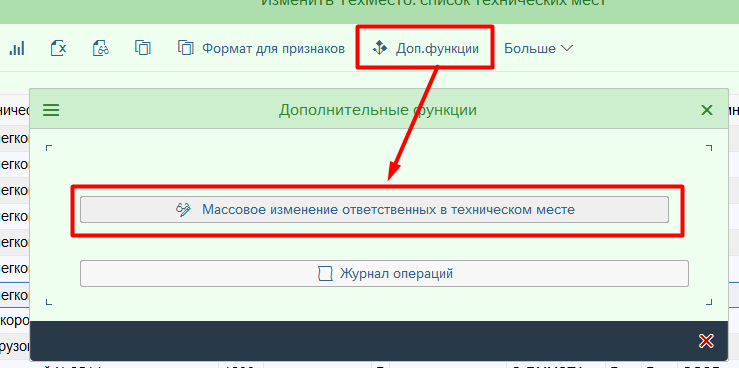 Изменить ТехМесто: список технических мест
Формат для признаков Доп.функции Больше
Дополнительные функции
Массовое изменение ответственных в техническом месте
Журнал операций